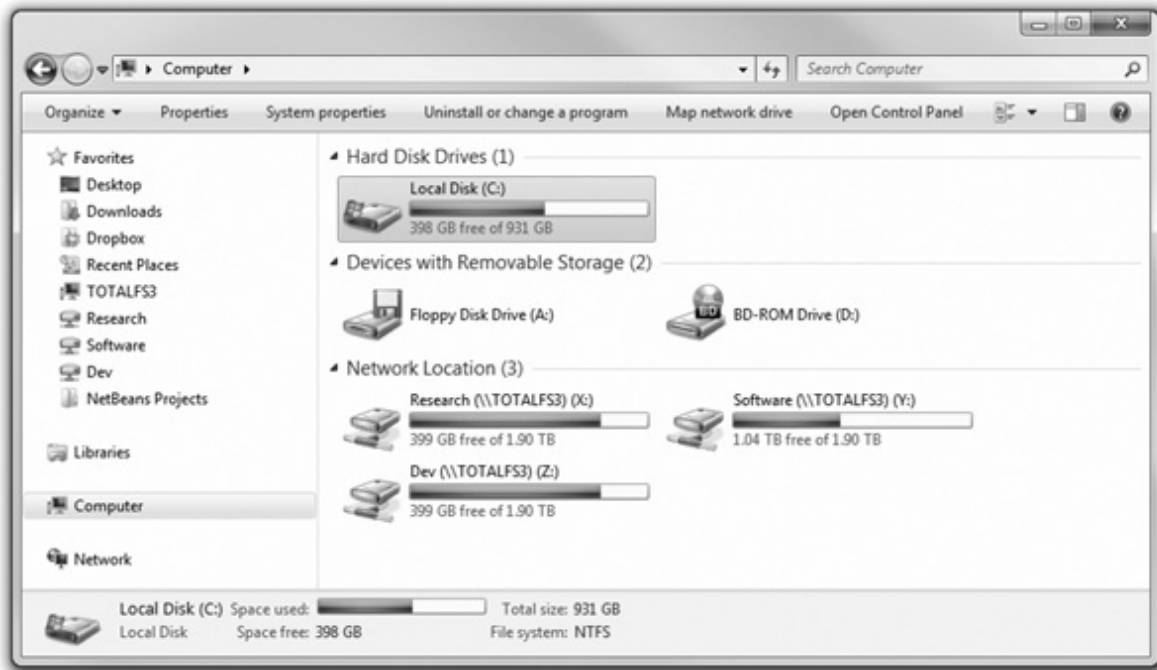 Computer
Search Computer
Organize Properties System properties Uninstall or change a program Map network drive Open Control Panel
Favorites
Desktop
Downloads
Dropbox
Recent Places
TOTALFS3
Research
Software
Dev
NetBeans Projects
Libraries
Computer
Network
Hard Disk Drives (1)
Local Disk (C:)
398 GB free of 931 GB
Devices with Removable Storage (2)
Floppy Disk Drive (A:)
BD BD-ROM Drive (D:)
Network Location (3)
Research (\\TOTALFS3) (X:)
399 GB free of 1.90 TB
Software (\\TOTALFS3) (Y:)
1.04 TB free of 1.90 TB
Dev (\\TOTALFS3) (Z:)
399 GB free of 1.90 TB
Local Disk (C:) Space used: Total size: 931 GB
Local Disk Space free: 398 GB File system: NTFS